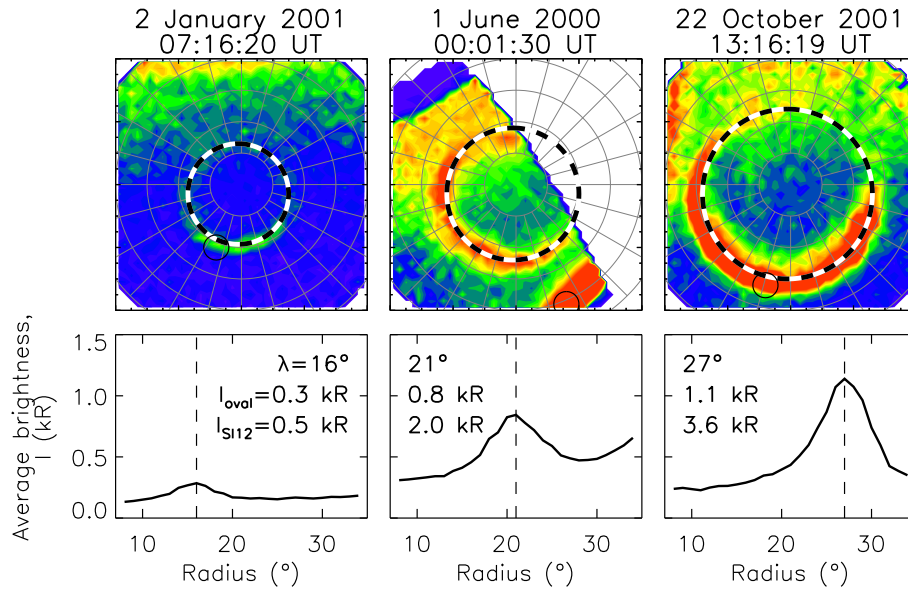 2 January 2001
07:16:20 UT
1 June 2000
00:01:30 UT
22 October 2001
13:16:19 UT
Average brightness,
I (kR)
1.5
1.0
0.5
0.0
λ=16°
I_oval=0.3 kR
I_SI12=0.5 kR
21°
0.8 kR
2.0 kR
27°
1.1 kR
3.6 kR
10 20 30
10 20 30
10 20 30
Radius (°)
Radius (°)
Radius (°)